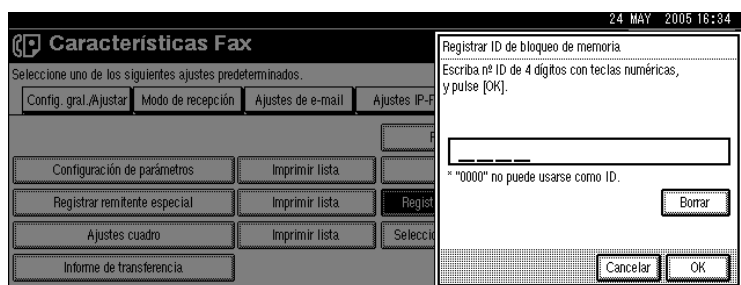 24 MAY 2005 16:34
Características Fax
Registrar ID de bloqueo de memoria
Seleccione uno de los siguientes ajustes predeterminados.
Escriba nº ID de 4 dígitos con teclas numéricas,
y pulse [OK].
Config. gral./Ajustar Modo de recepción Ajustes de e-mail Ajustes IP-F
Configuración de parámetros Imprimir lista
* "0000" no puede usarse como ID.
Registrar remitente especial Imprimir lista Regist
Borrar
Ajustes cuadro Imprimir lista Selecció
Informe de transferencia
Cancelar OK